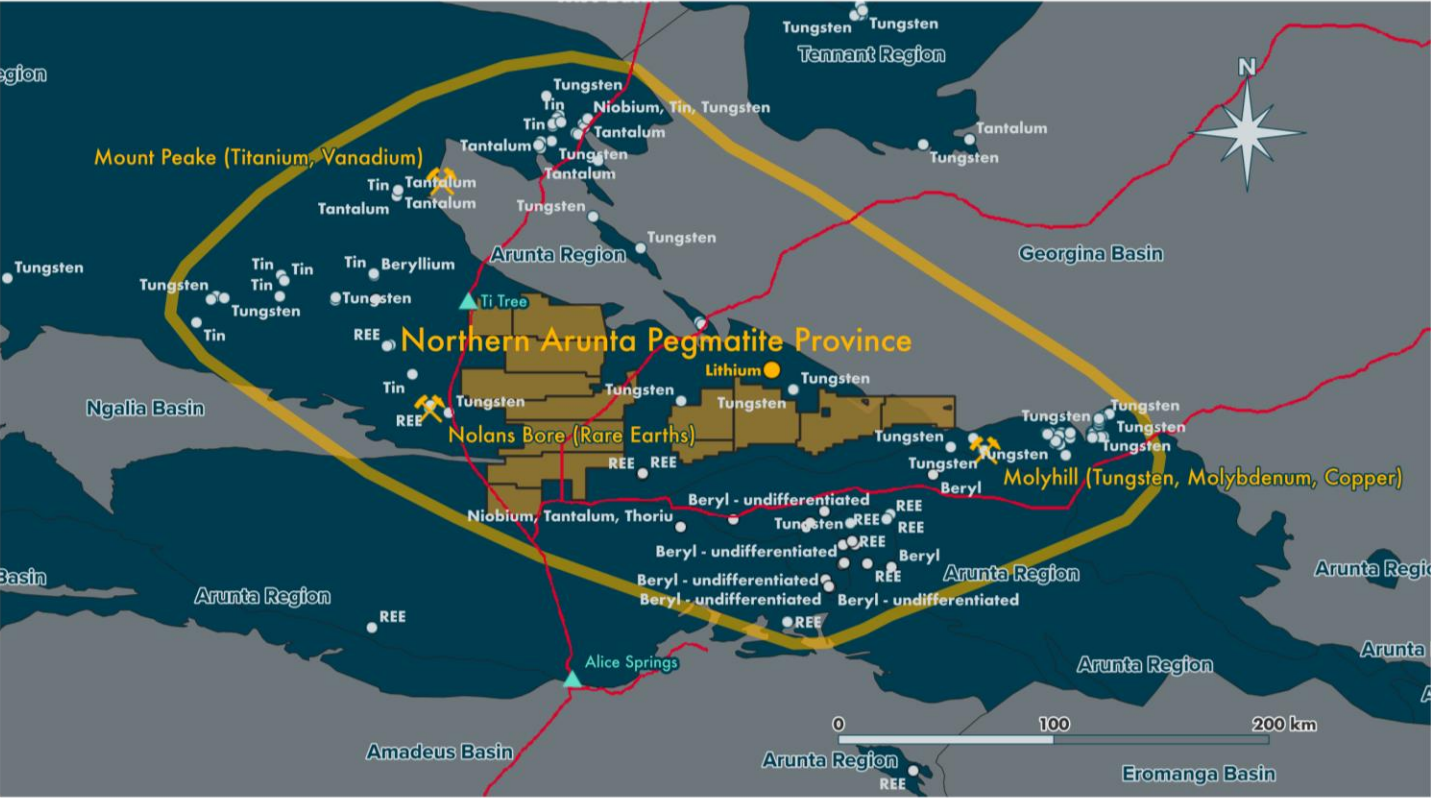 Tungsten
Tungsten
Tennant Region
egion
Tungsten
Tin
Niobium, Tin, Tungsten
Tin
Tantalum
Tantalum
Tungsten
Tantalum
Tantalum
Tungsten
N
Mount Peake (Titanium, Vanadium)
Tin
Tantalum
Tantalum
Tantalum
Tungsten
Tungsten
Arunta Region
Georgina Basin
Tungsten
Tin
Tin
Tin
Tin
Beryllium
Tungsten
Tungsten
Tungsten
Tin
Ti Tree
REE
Northern Arunta Pegmatite Province
Lithium
Tin
Tungsten
Tungsten
Tungsten
Ngalia Basin
REE
Tungsten
Nolans Bore (Rare Earths)
Tungsten
Tungsten
Tungsten
Tungsten
Tungsten
Tungsten
Tungsten
REE
REE
Beryl
Molyhill (Tungsten, Molybdenum, Copper)
Beryl - undifferentiated
Niobium, Tantalum, Thoriu
Tungsten
REE
REE
REE
Beryl - undifferentiated
REE
Beryl
Basin
Beryl - undifferentiated
REE
Arunta Region
Arunta Regio
Arunta Region
Beryl - undifferentiated
Beryl - undifferentiated
REE
REE
Alice Springs
Arunta Region
Arunta
A
0
100
200 km
Amadeus Basin
Arunta Region
Eromanga Basin
REE